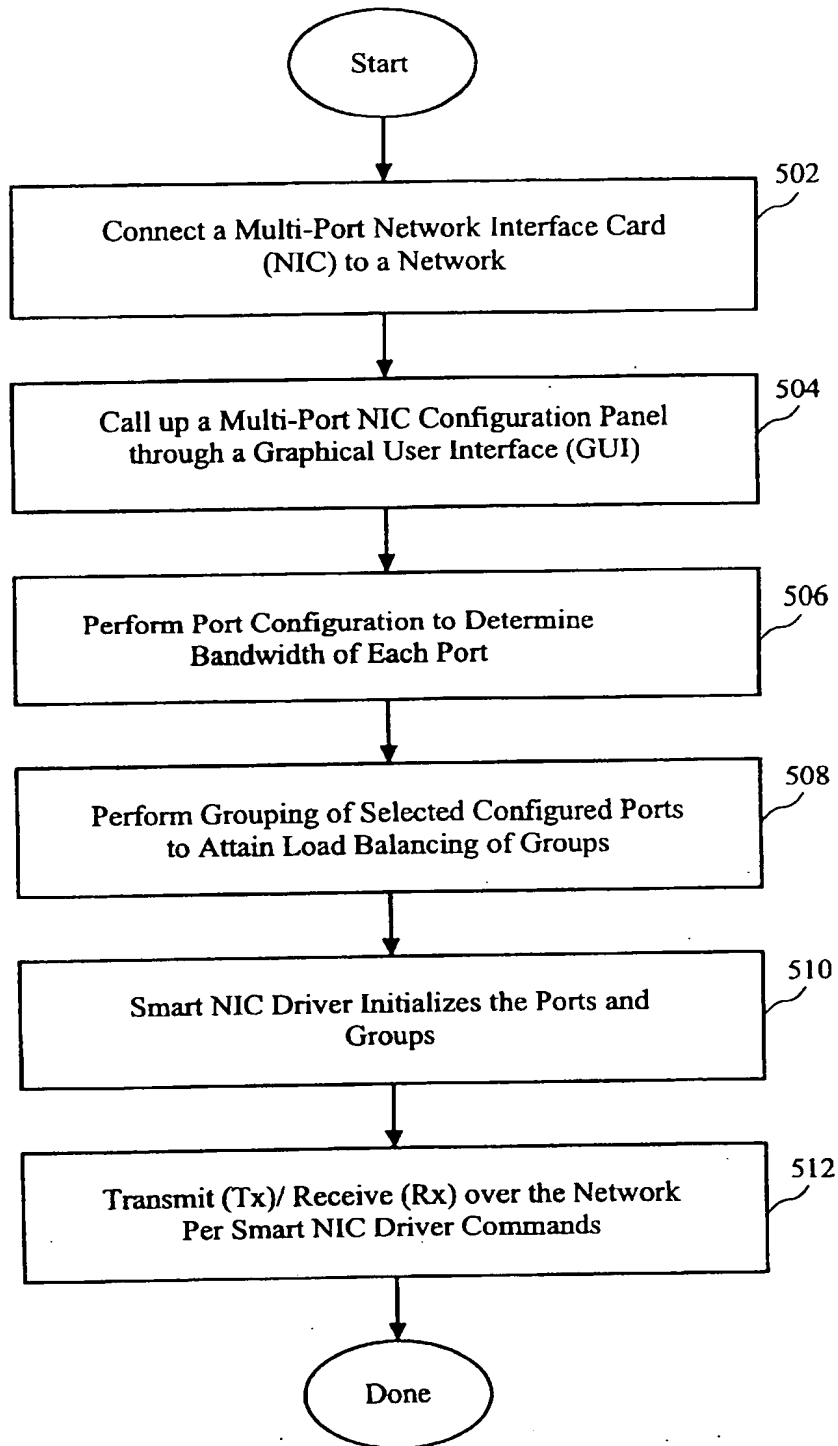 Start
502
Connect a Multi-Port Network Interface Card
(NIC) to a Network
504
Call up a Multi-Port NIC Configuration Panel
through a Graphical User Interface (GUI)
506
Perform Port Configuration to Determine
Bandwidth of Each Port
508
Perform Grouping of Selected Configured Ports
to Attain Load Balancing of Groups
510
Smart NIC Driver Initializes the Ports and
Groups
512
Transmit (Tx)/ Receive (Rx) over the Network
Per Smart NIC Driver Commands
Done